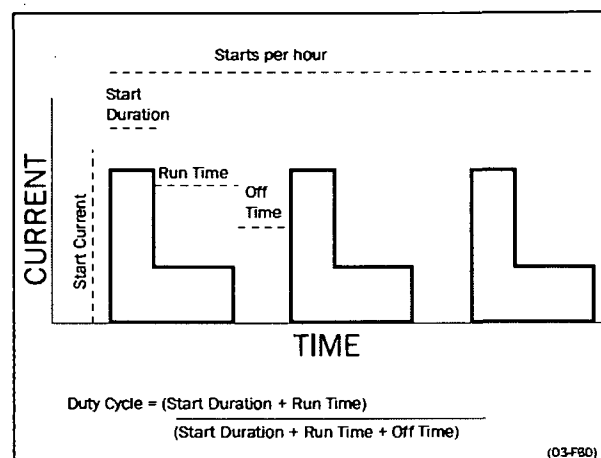 Starts per hour
Start
Duration
Run Time
Off
Time
Start Current
CURRENT
TIME
Duty Cycle = (Start Duration + Run Time)
(Start Duration + Run Time + Off Time)
(03-F80)